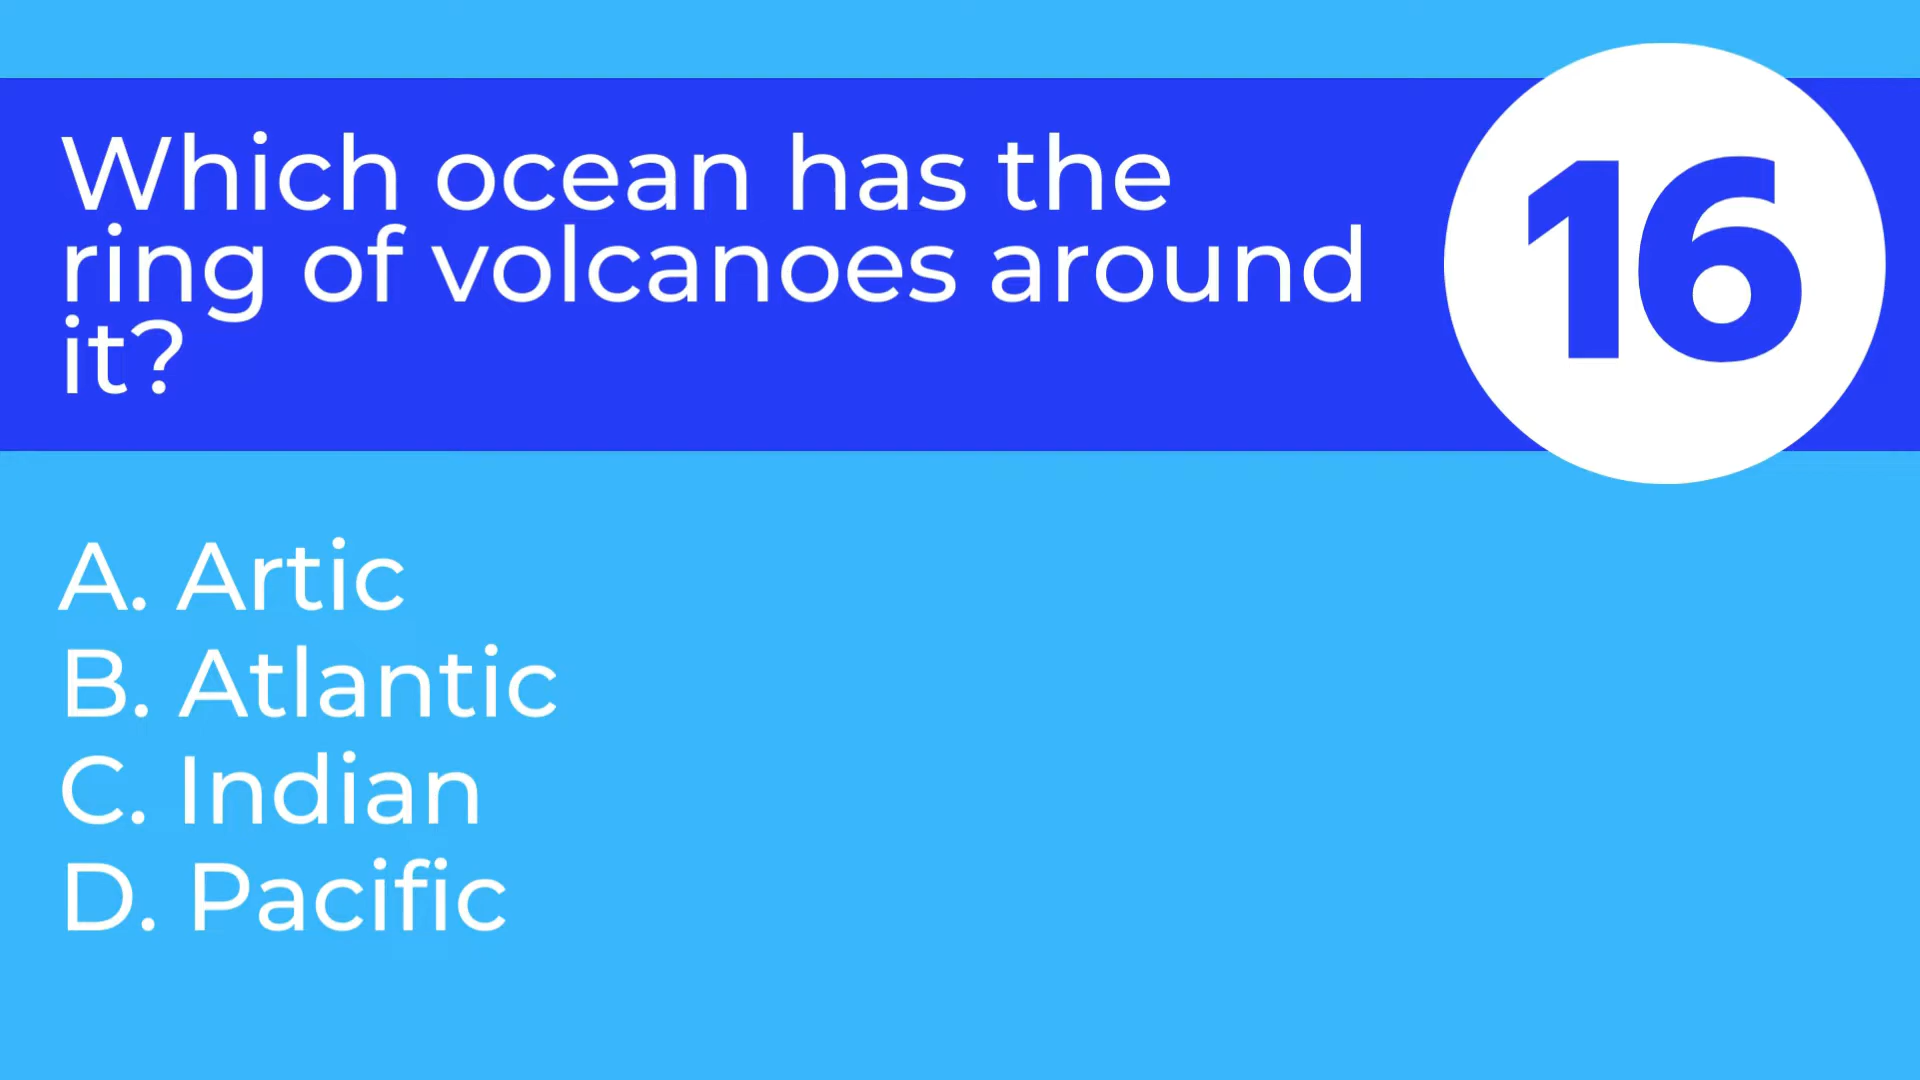 Which ocean has the
ring of volcanoes around
it?
16
A. Artic
B. Atlantic
C. Indian
D. Pacific